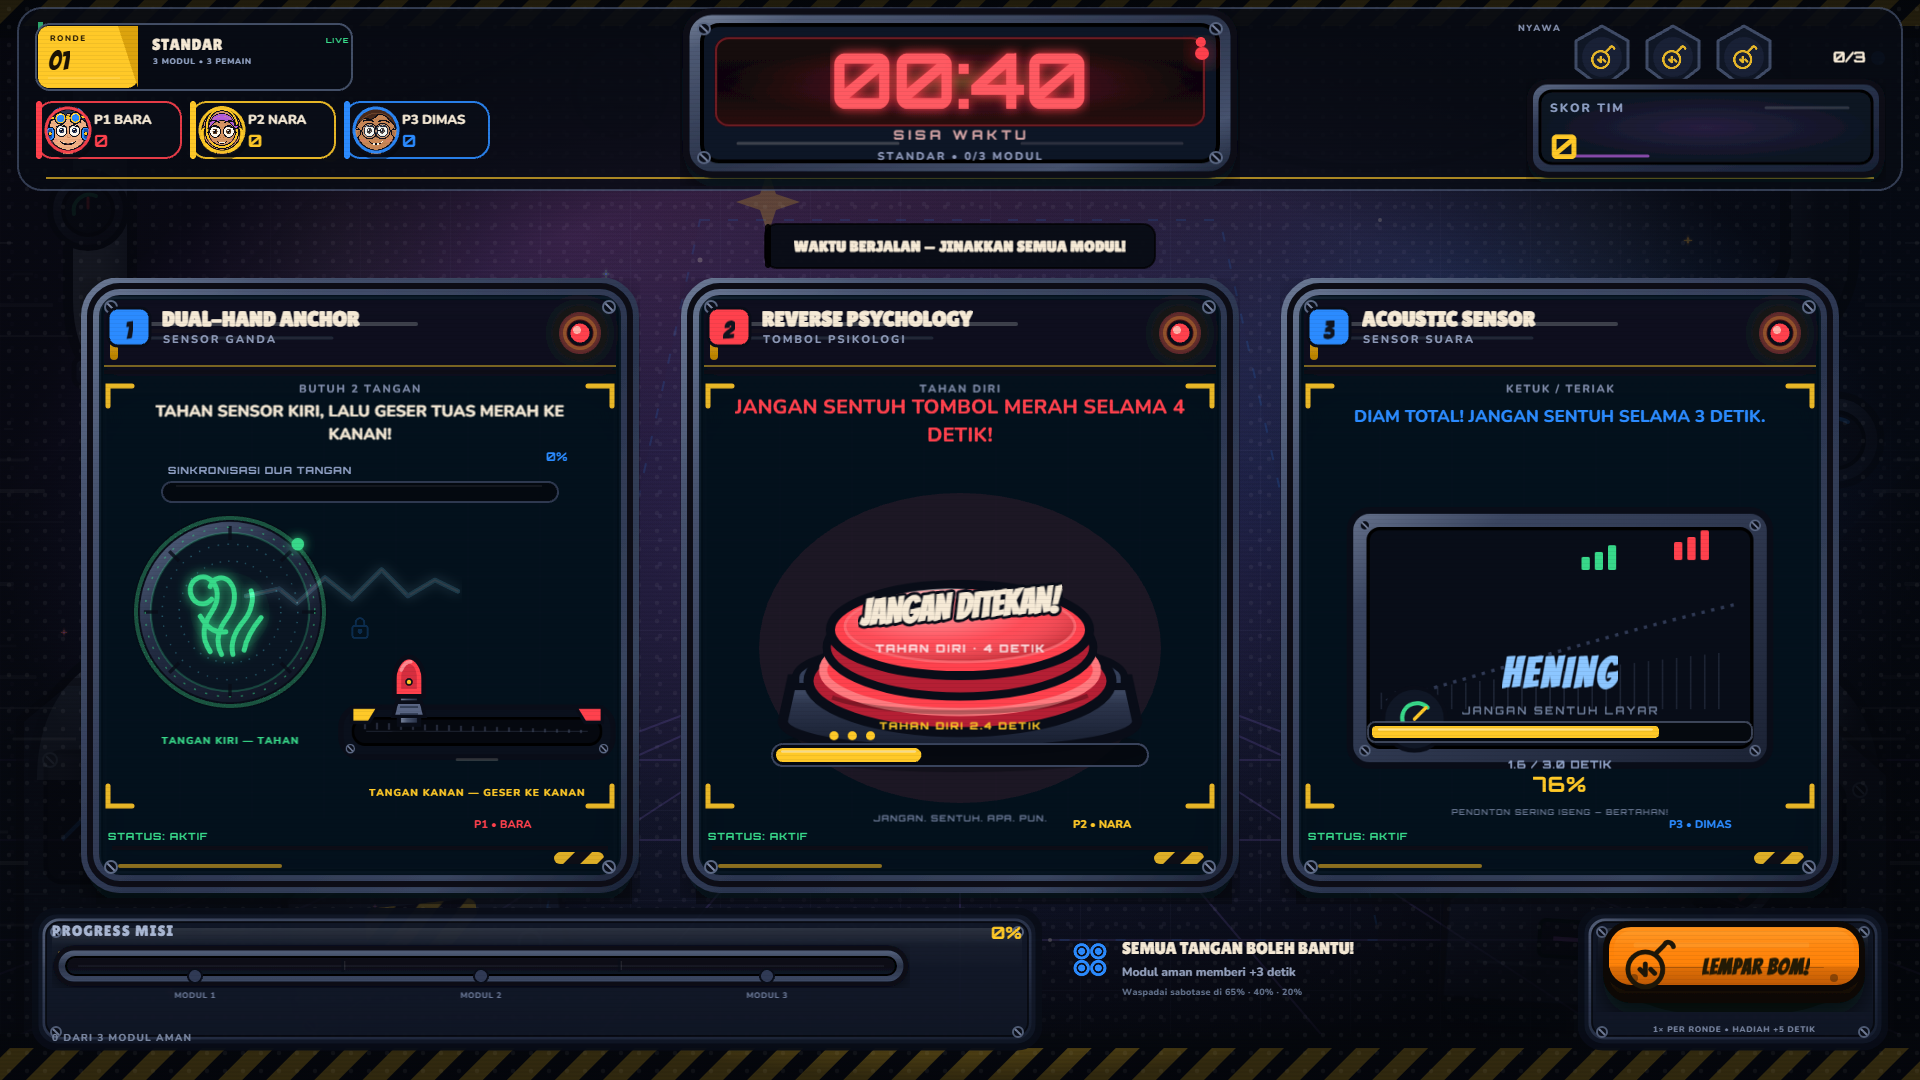 RONDE
01
STANDAR
3 MODUL • 3 PEMAIN
LIVE
P1 BARA
0
P2 NARA
0
P3 DIMAS
0
00:40
SISA WAKTU
STANDAR • 0/3 MODUL
NYAWA
0/3
SKOR TIM
0
WAKTU BERJALAN — JINAKKAN SEMUA MODUL!
1
DUAL-HAND ANCHOR
SENSOR GANDA
BUTUH 2 TANGAN
TAHAN SENSOR KIRI, LALU GESER TUAS MERAH KE
KANAN!
0%
SINKRONISASI DUA TANGAN
TANGAN KIRI — TAHAN
TANGAN KANAN — GESER KE KANAN
P1 • BARA
STATUS: AKTIF
2
REVERSE PSYCHOLOGY
TOMBOL PSIKOLOGI
TAHAN DIRI
JANGAN SENTUH TOMBOL MERAH SELAMA 4
DETIK!
JANGAN DITEKAN!
TAHAN DIRI · 4 DETIK
TAHAN DIRI 2.4 DETIK
JANGAN. SENTUH. APA. PUN.
P2 • NARA
STATUS: AKTIF
3
ACOUSTIC SENSOR
SENSOR SUARA
KETUK / TERIAK
DIAM TOTAL! JANGAN SENTUH SELAMA 3 DETIK.
HENING
JANGAN SENTUH LAYAR
1.6 / 3.0 DETIK
76%
PENONTON SERING ISENG — BERTAHAN!
P3 • DIMAS
STATUS: AKTIF
PROGRESS MISI
0%
MODUL 1
MODUL 2
MODUL 3
0 DARI 3 MODUL AMAN
SEMUA TANGAN BOLEH BANTU!
Modul aman memberi +3 detik
Waspadai sabotase di 65% · 40% · 20%
LEMPAR BOM!
1× PER RONDE • HADIAH +5 DETIK